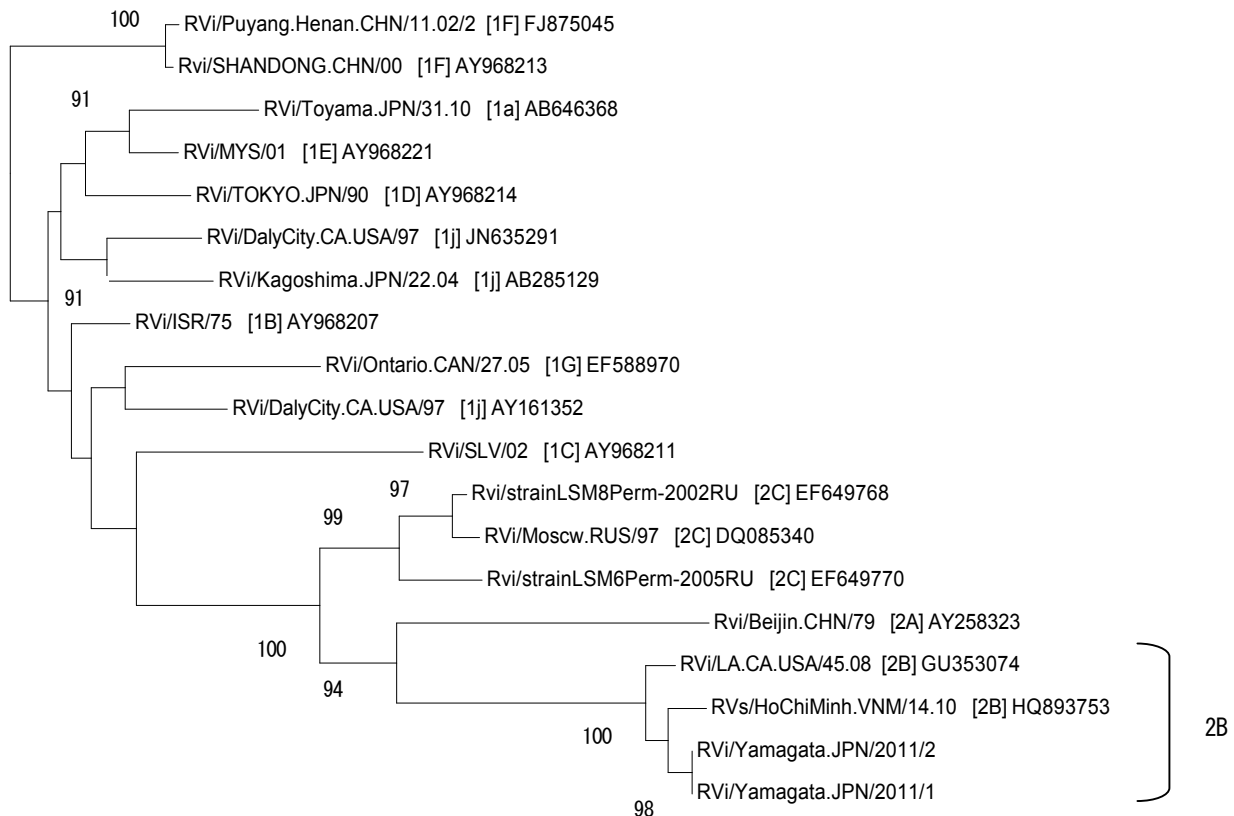 100
RVi/Puyang.Henan.CHN/11.02/2 [1F] FJ875045
Rvi/SHANDONG.CHN/00 [1F] AY968213
91
RVi/Toyama.JPN/31.10 [1a] AB646368
RVi/MYS/01 [1E] AY968221
RVi/TOKYO.JPN/90 [1D] AY968214
RVi/DalyCity.CA.USA/97 [1j] JN635291
RVi/Kagoshima.JPN/22.04 [1j] AB285129
91
RVi/ISR/75 [1B] AY968207
RVi/Ontario.CAN/27.05 [1G] EF588970
RVi/DalyCity.CA.USA/97 [1j] AY161352
RVi/SLV/02 [1C] AY968211
97
Rvi/strainLSM8Perm-2002RU [2C] EF649768
99
RVi/Moscw.RUS/97 [2C] DQ085340
Rvi/strainLSM6Perm-2005RU [2C] EF649770
Rvi/Beijin.CHN/79 [2A] AY258323
100
RVi/LA.CA.USA/45.08 [2B] GU353074
94
RVs/HoChiMinh.VNM/14.10 [2B] HQ893753
2B
100
RVi/Yamagata.JPN/2011/2
RVi/Yamagata.JPN/2011/1
98